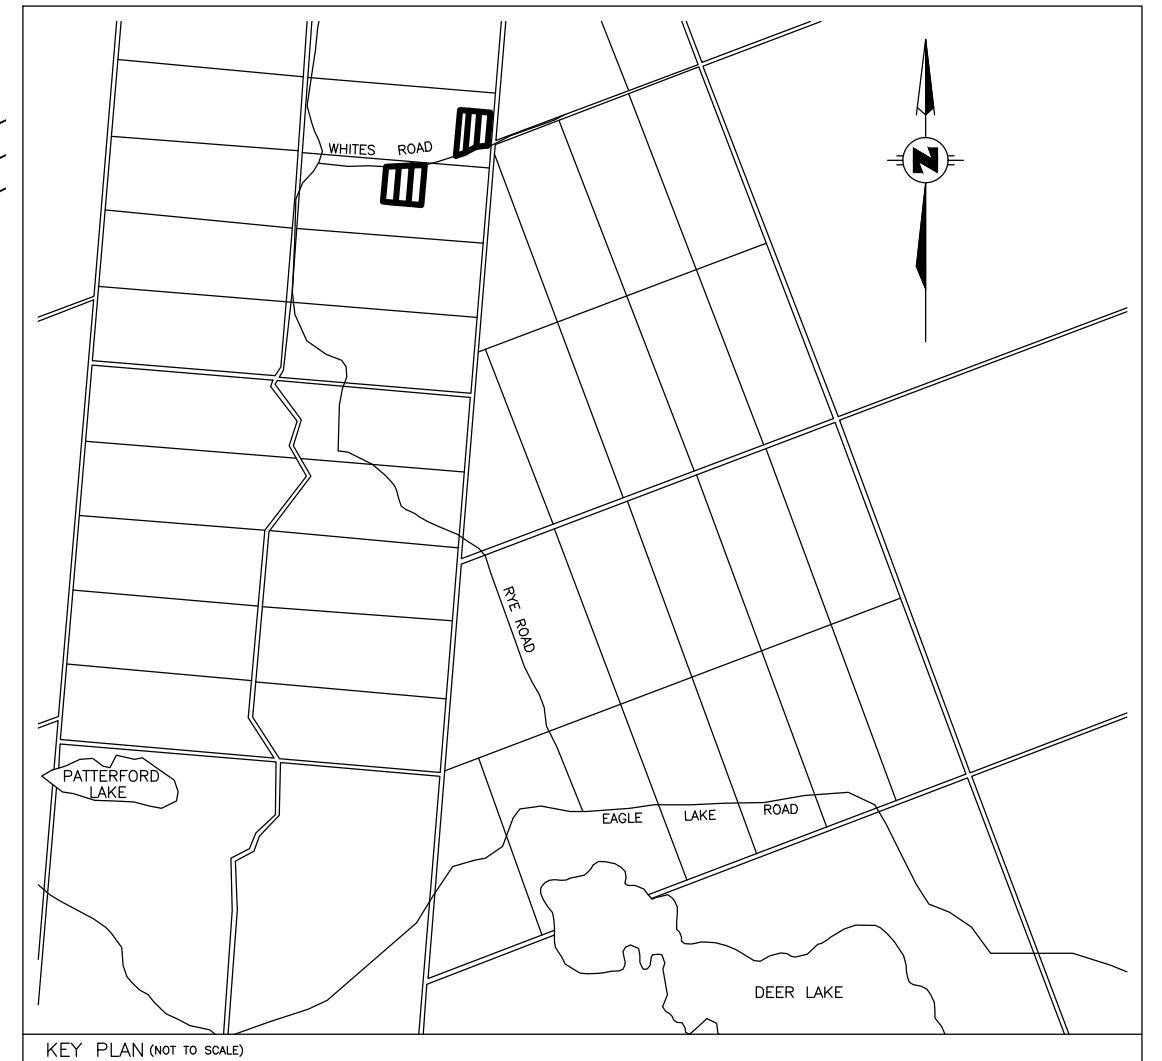 WHITES ROAD
N
RYE ROAD
PATTERFORD
LAKE
EAGLE LAKE ROAD
DEER LAKE
KEY PLAN (NOT TO SCALE)